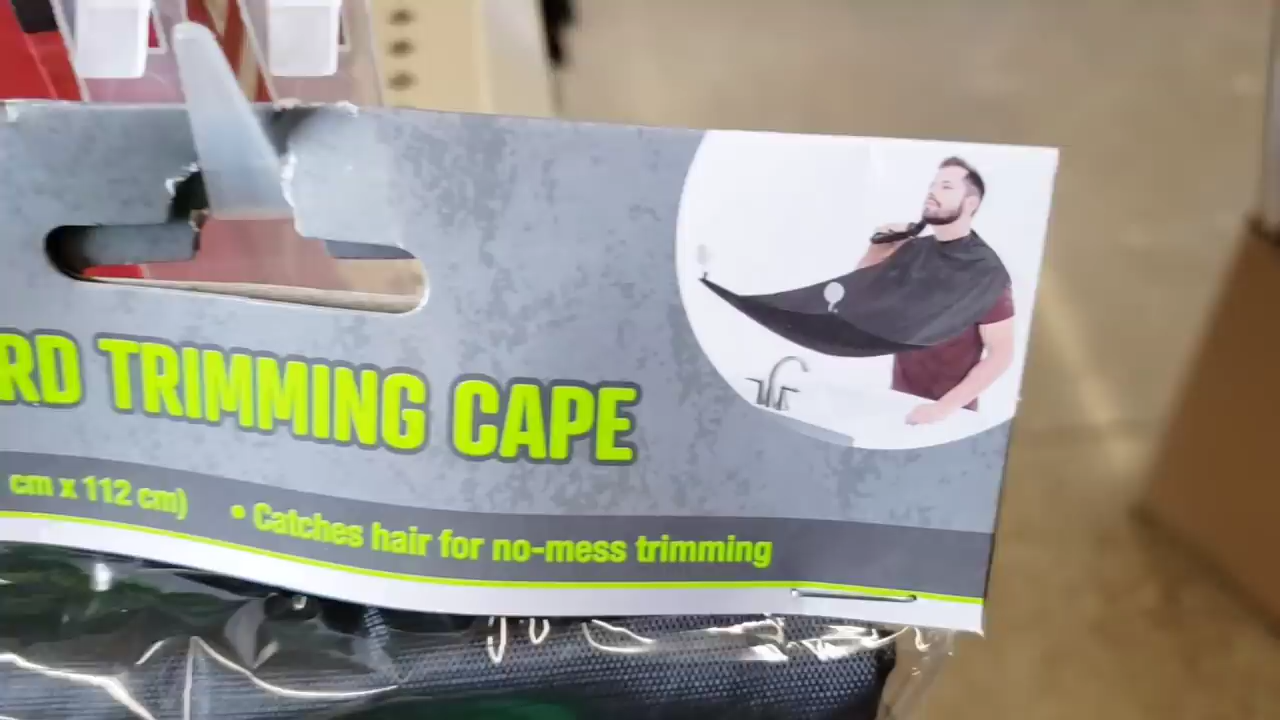 RD TRIMMING CAPE
cm x 112 cm) • Catches hair for no-mess trimming